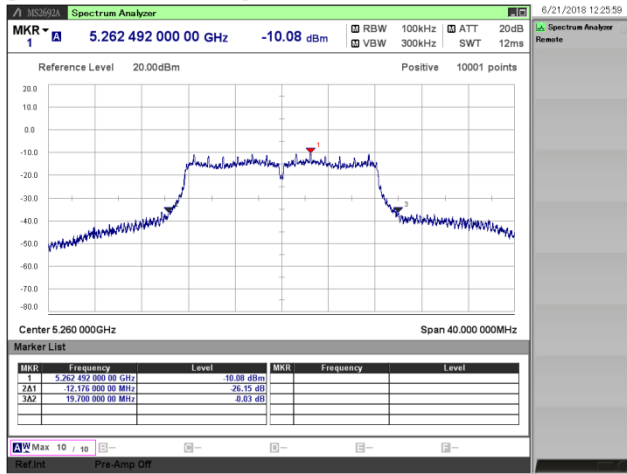 MS2692A Spectrum Analyzer
6/21/2018 12:25:59
MKR 1 A 5.262 492 000 00 GHz -10.08 dBm
M RBW 100kHz M ATT 20dB
M VBW 300kHz SWT 12ms
Spectrum Analyzer
Remote
Reference Level 20.00dBm Positive 10001 points
20.0
10.0
0.0
-10.0
-20.0
-30.0
-40.0
-50.0
-60.0
-70.0
-80.0
1
3
Center 5.260 000GHz Span 40.000 000MHz
Marker List
MKR Frequency Level MKR Frequency Level
1 5.262 492 000 00 GHz -10.08 dBm
2Δ1 -12.176 000 00 MHz -26.15 dB
3Δ2 19.700 000 00 MHz -0.03 dB
A W Max 10 / 10 B— C— D— E— F—
Ref.Int Pre-Amp Off